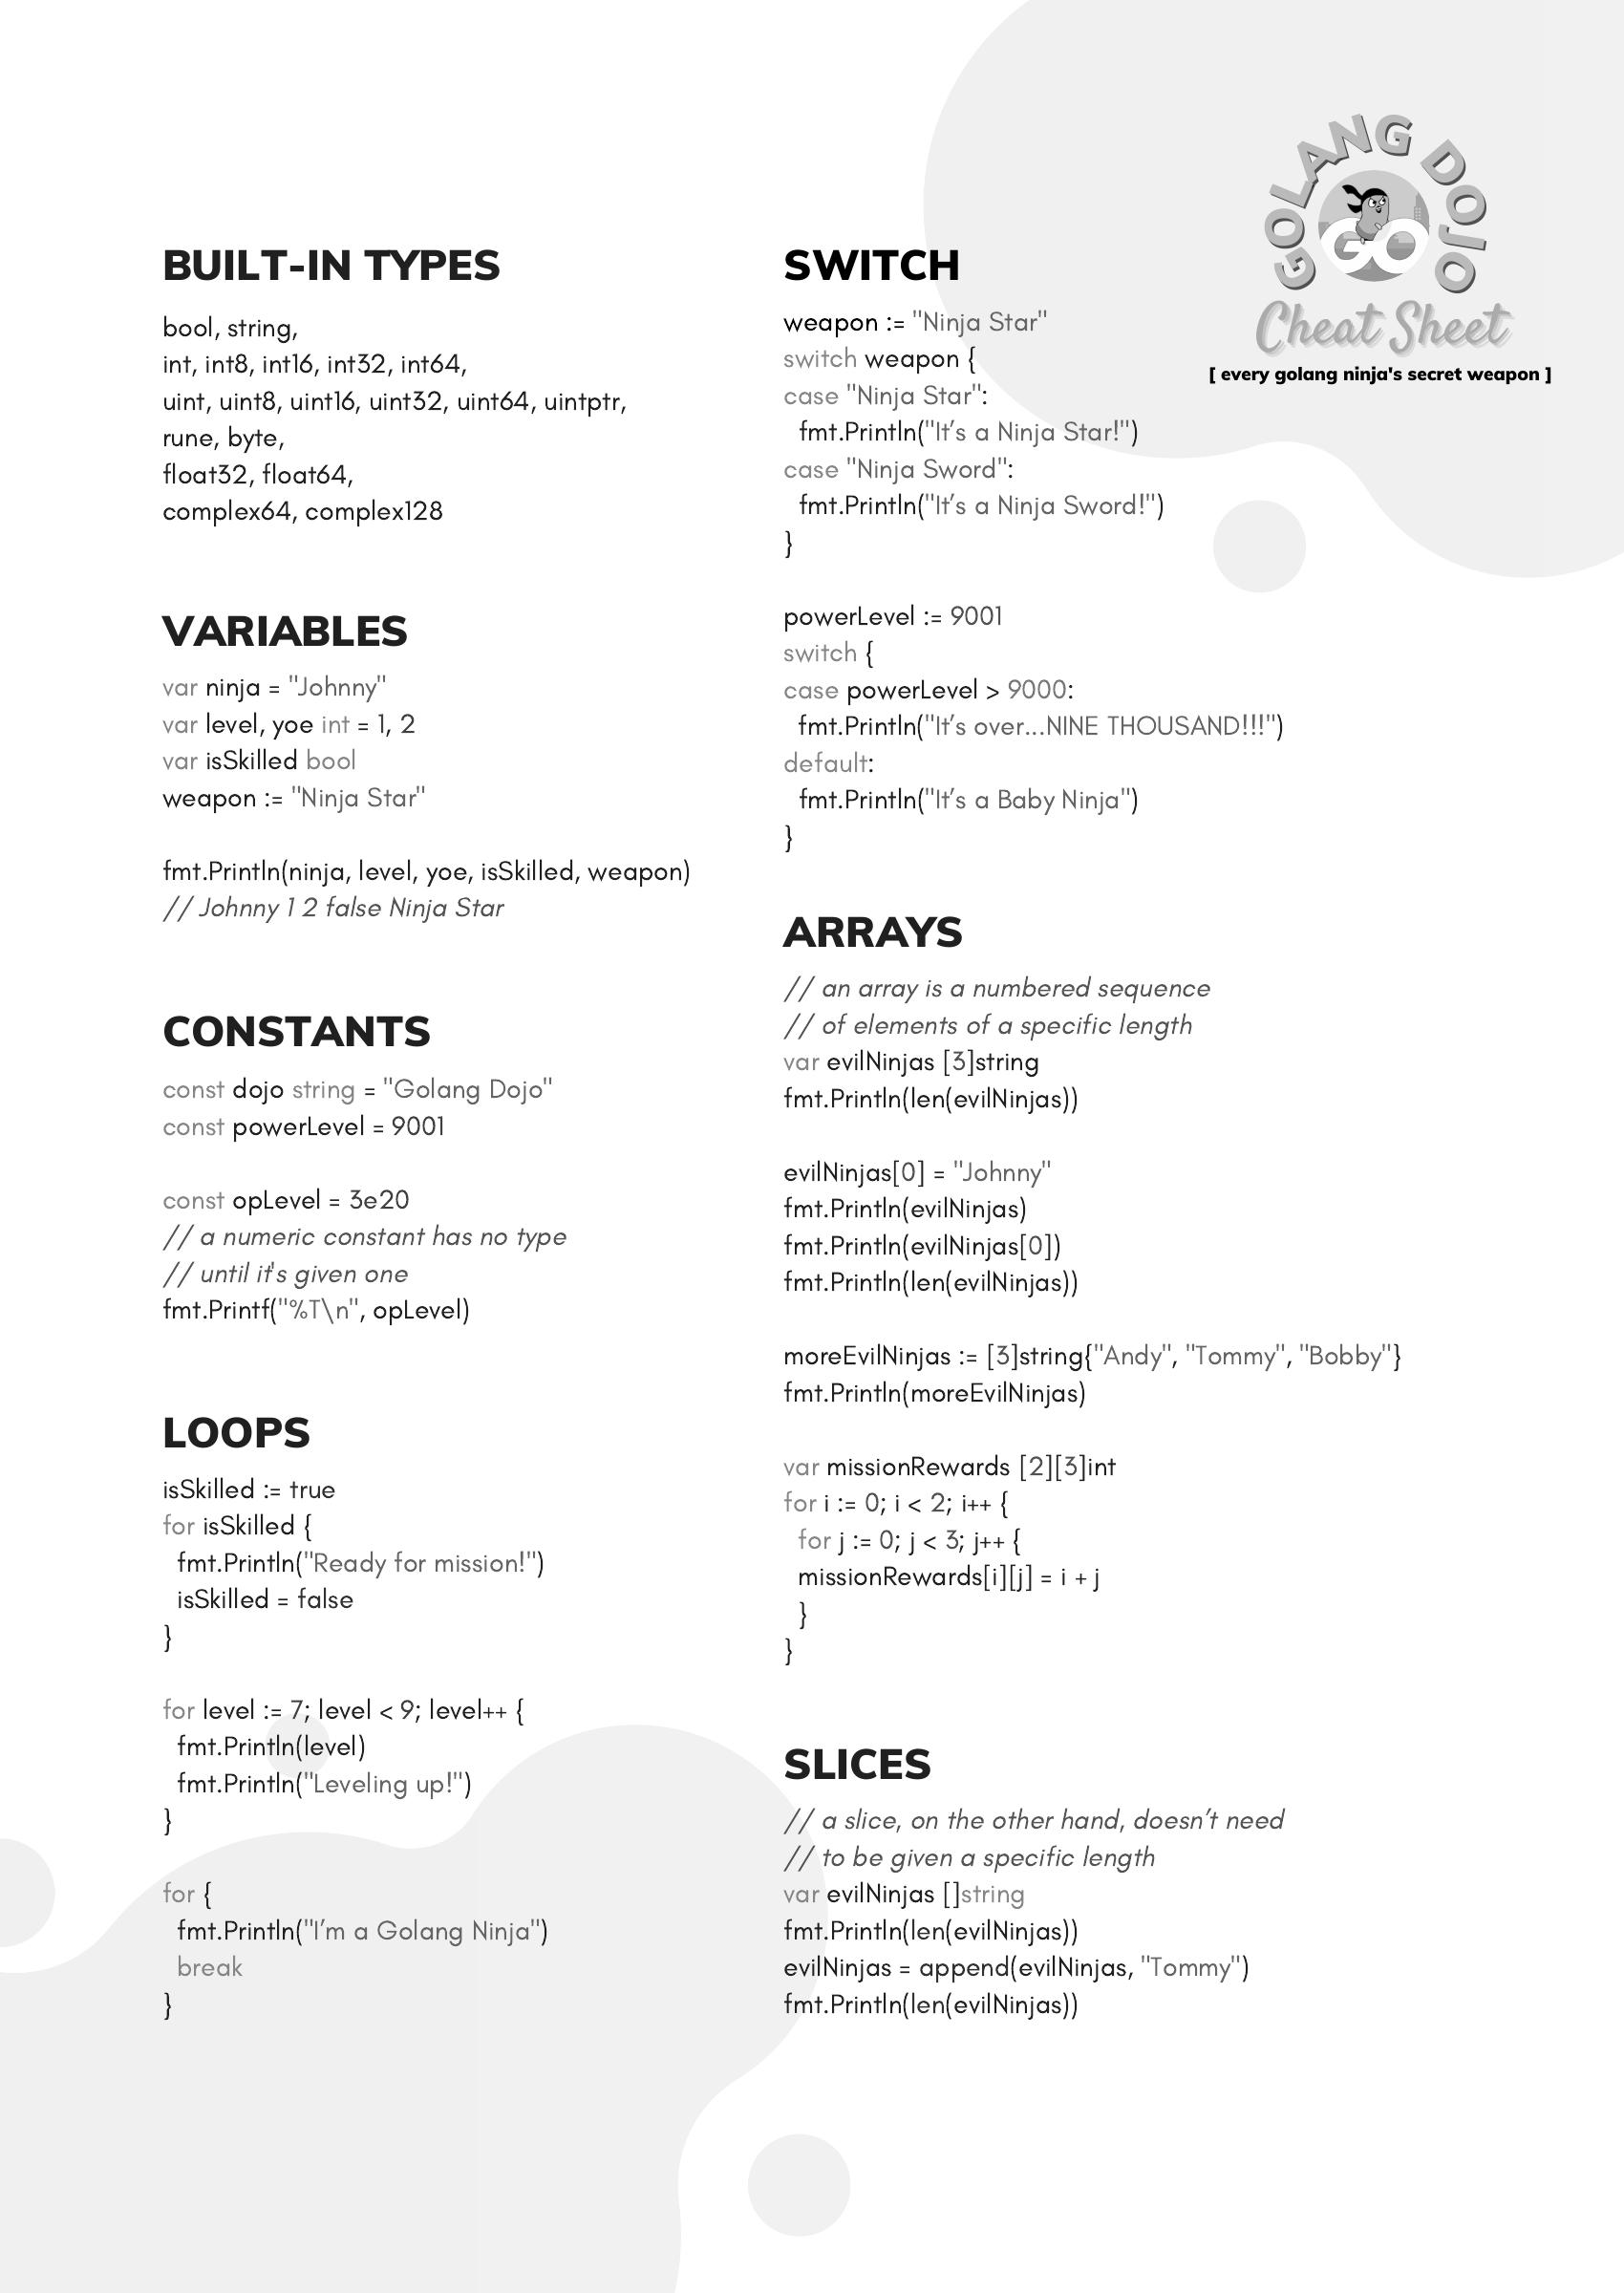 GOLANG DOJO
GO
Cheat Sheet
[ every golang ninja's secret weapon ]
BUILT-IN TYPES
bool, string,
int, int8, int16, int32, int64,
uint, uint8, uint16, uint32, uint64, uintptr,
rune, byte,
float32, float64,
complex64, complex128
VARIABLES
var ninja = "Johnny"
var level, yoe int = 1, 2
var isSkilled bool
weapon := "Ninja Star"
fmt.Println(ninja, level, yoe, isSkilled, weapon)
// Johnny 1 2 false Ninja Star
CONSTANTS
const dojo string = "Golang Dojo"
const powerLevel = 9001
const opLevel = 3e20
// a numeric constant has no type
// until it's given one
fmt.Printf("%T\n", opLevel)
LOOPS
isSkilled := true
for isSkilled {
fmt.Println("Ready for mission!")
isSkilled = false
}
for level := 7; level < 9; level++ {
fmt.Println(level)
fmt.Println("Leveling up!")
}
for {
fmt.Println("I’m a Golang Ninja")
break
}
SWITCH
weapon := "Ninja Star"
switch weapon {
case "Ninja Star":
fmt.Println("It’s a Ninja Star!")
case "Ninja Sword":
fmt.Println("It’s a Ninja Sword!")
}
powerLevel := 9001
switch {
case powerLevel > 9000:
fmt.Println("It’s over...NINE THOUSAND!!!")
default:
fmt.Println("It’s a Baby Ninja")
}
ARRAYS
// an array is a numbered sequence
// of elements of a specific length
var evilNinjas [3]string
fmt.Println(len(evilNinjas))
evilNinjas[0] = "Johnny"
fmt.Println(evilNinjas)
fmt.Println(evilNinjas[0])
fmt.Println(len(evilNinjas))
moreEvilNinjas := [3]string{"Andy", "Tommy", "Bobby"}
fmt.Println(moreEvilNinjas)
var missionRewards [2][3]int
for i := 0; i < 2; i++ {
for j := 0; j < 3; j++ {
missionRewards[i][j] = i + j
}
}
SLICES
// a slice, on the other hand, doesn’t need
// to be given a specific length
var evilNinjas []string
fmt.Println(len(evilNinjas))
evilNinjas = append(evilNinjas, "Tommy")
fmt.Println(len(evilNinjas))